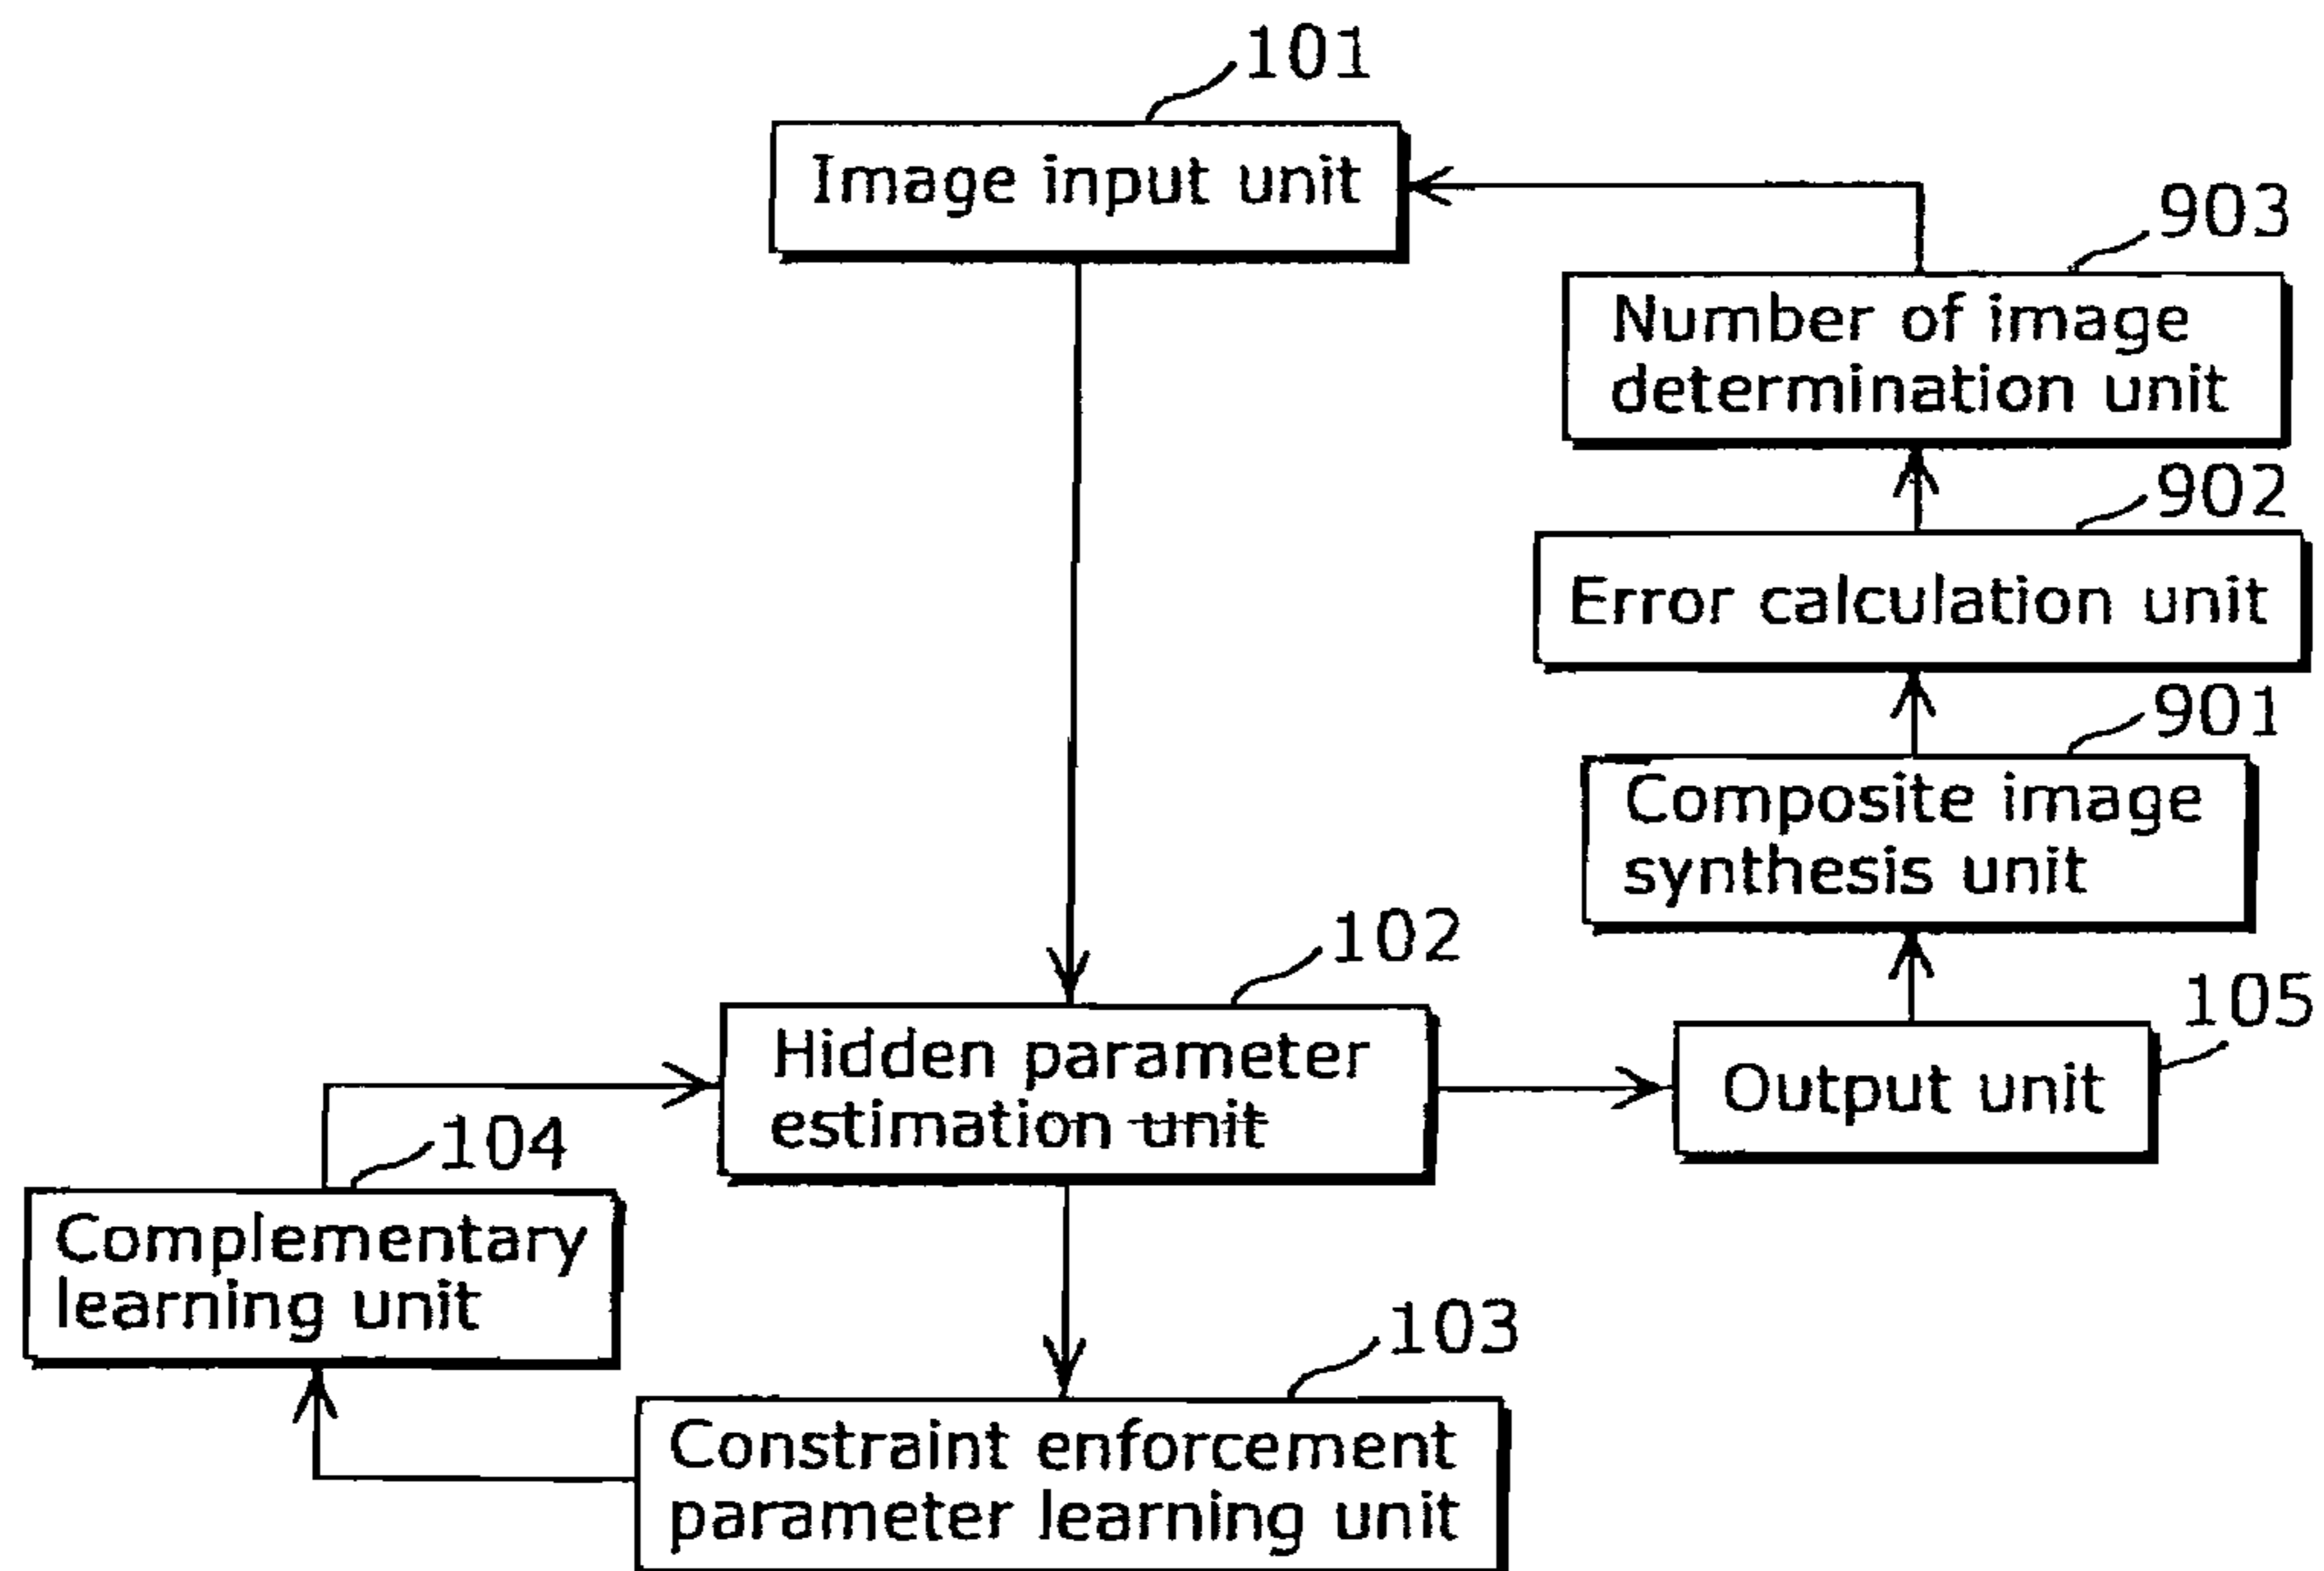 101
Image input unit
903
Number of image
determination unit
902
Error calculation unit
901
Composite image
synthesis unit
102
Hidden parameter
estimation unit
105
Output unit
104
Complementary
learning unit
103
Constraint enforcement
parameter learning unit